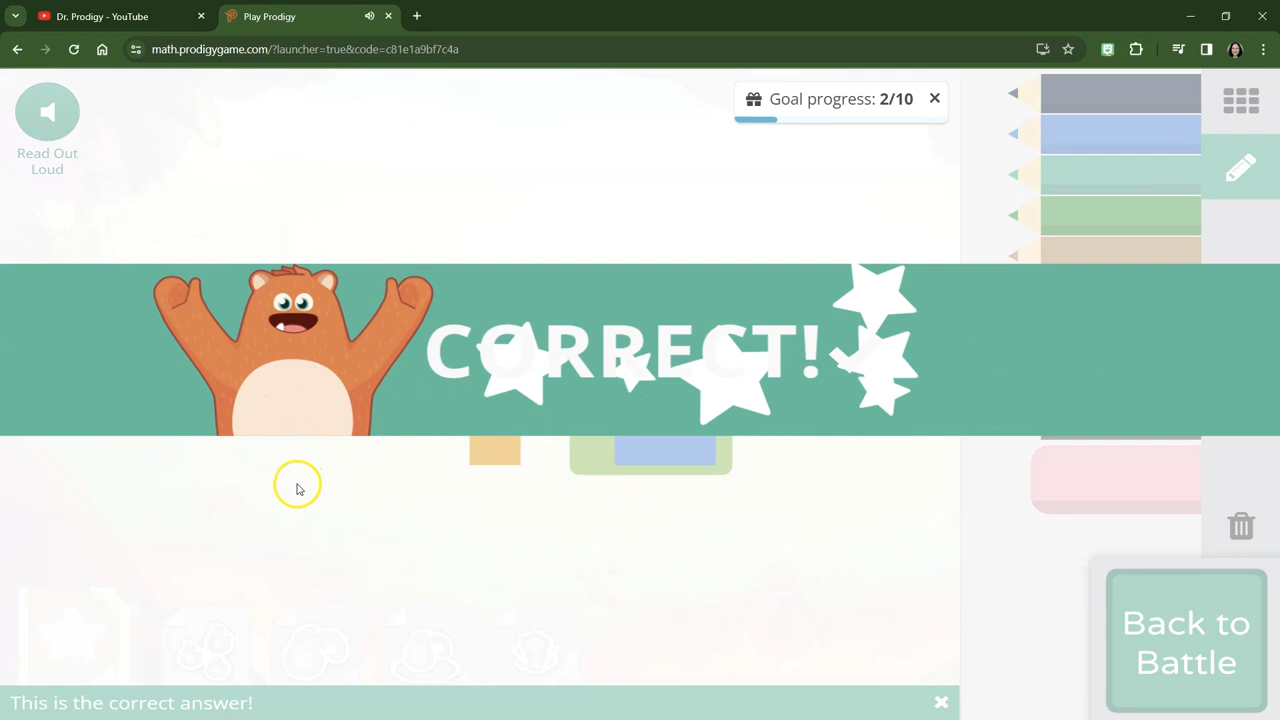 Dr. Prodigy - YouTube
Play Prodigy
math.prodigygame.com/?launcher=true&code=c81e1a9bf7c4a
Goal progress: 2/10
Read Out
Loud
CORRECT!
Back to
Battle
This is the correct answer!